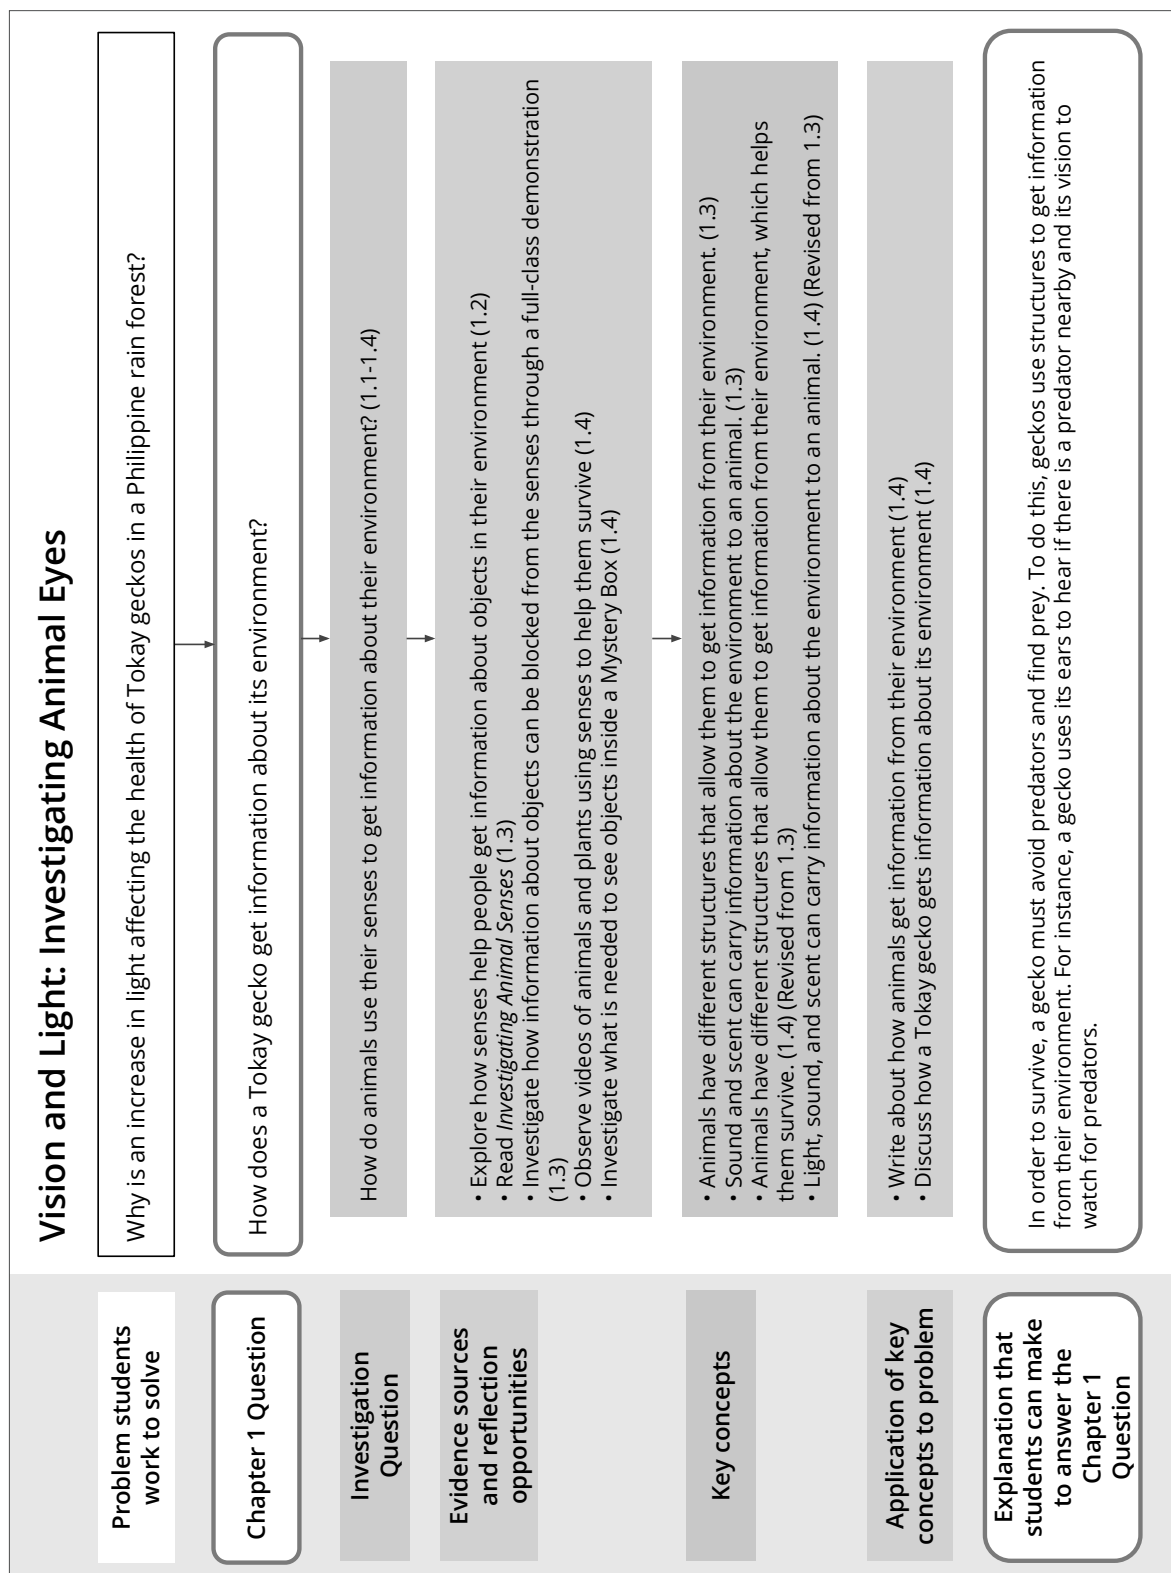 Vision and Light: Investigating Animal Eyes
Problem students
work to solve
Why is an increase in light affecting the health of Tokay geckos in a Philippine rain forest?
Chapter 1 Question
How does a Tokay gecko get information about its environment?
Investigation
Question
How do animals use their senses to get information about their environment? (1.1-1.4)
Evidence sources
and reflection
opportunities
• Explore how senses help people get information about objects in their environment (1.2)
• Read Investigating Animal Senses (1.3)
• Investigate how information about objects can be blocked from the senses through a full-class demonstration
(1.3)
• Observe videos of animals and plants using senses to help them survive (1.4)
• Investigate what is needed to see objects inside a Mystery Box (1.4)
Key concepts
• Animals have different structures that allow them to get information from their environment. (1.3)
• Sound and scent can carry information about the environment to an animal. (1.3)
• Animals have different structures that allow them to get information from their environment, which helps
them survive. (1.4) (Revised from 1.3)
• Light, sound, and scent can carry information about the environment to an animal. (1.4) (Revised from 1.3)
Application of key
concepts to problem
• Write about how animals get information from their environment (1.4)
• Discuss how a Tokay gecko gets information about its environment (1.4)
Explanation that
students can make
to answer the
Chapter 1
Question
In order to survive, a gecko must avoid predators and find prey. To do this, geckos use structures to get information
from their environment. For instance, a gecko uses its ears to hear if there is a predator nearby and its vision to
watch for predators.